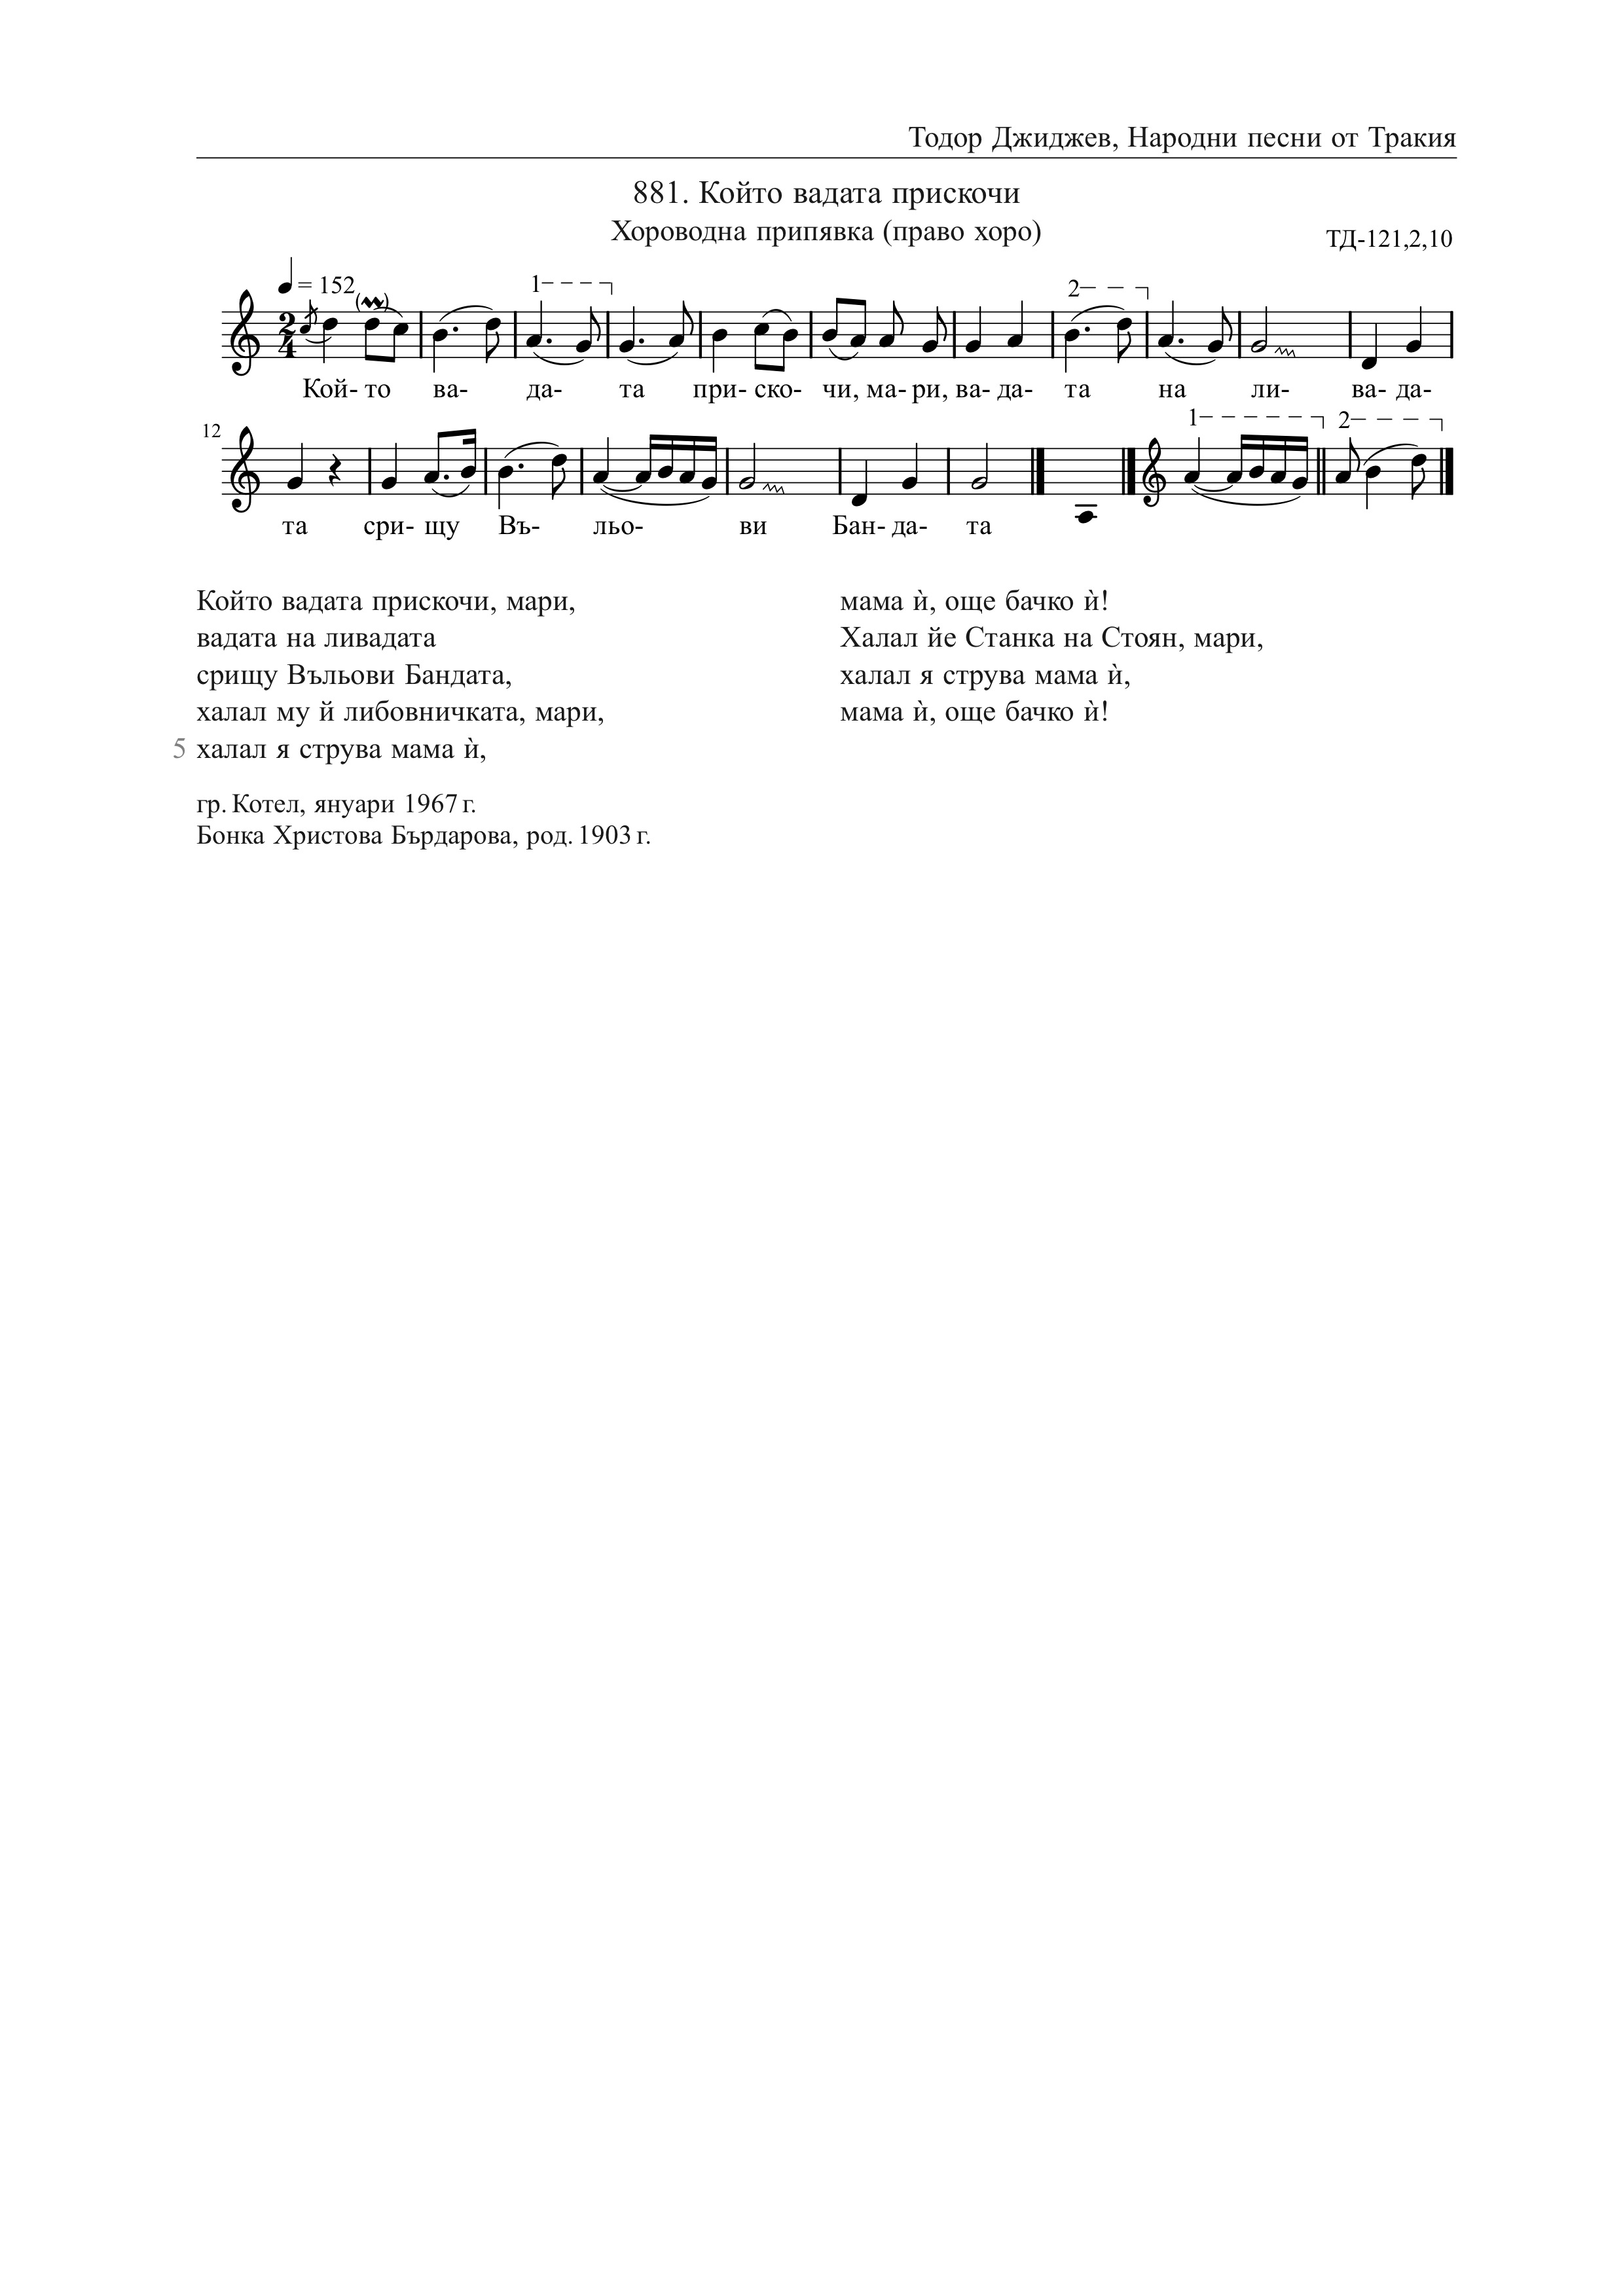 Тодор Джиджев, Народни песни от Тракия
881. Който вадата прискочи
Хороводна припявка (право хоро)
ТД-121,2,10
= 152
1
2
2
4
Кой- то ва- да- та при- ско- чи, ма- ри, ва- да- та на ли- ва- да-
12
1
2
та сри- щу Въ- льо- ви Бан- да- та
Който вадата прискочи, мари,
вадата на ливадата
срищу Въльови Бандата,
халал му й либовничката, мари,
5 халал я струва мама ѝ,
мама ѝ, още бачко ѝ!
Халал йе Станка на Стоян, мари,
халал я струва мама ѝ,
мама ѝ, още бачко ѝ!
гр. Котел, януари 1967 г.
Бонка Христова Бърдарова, род. 1903 г.